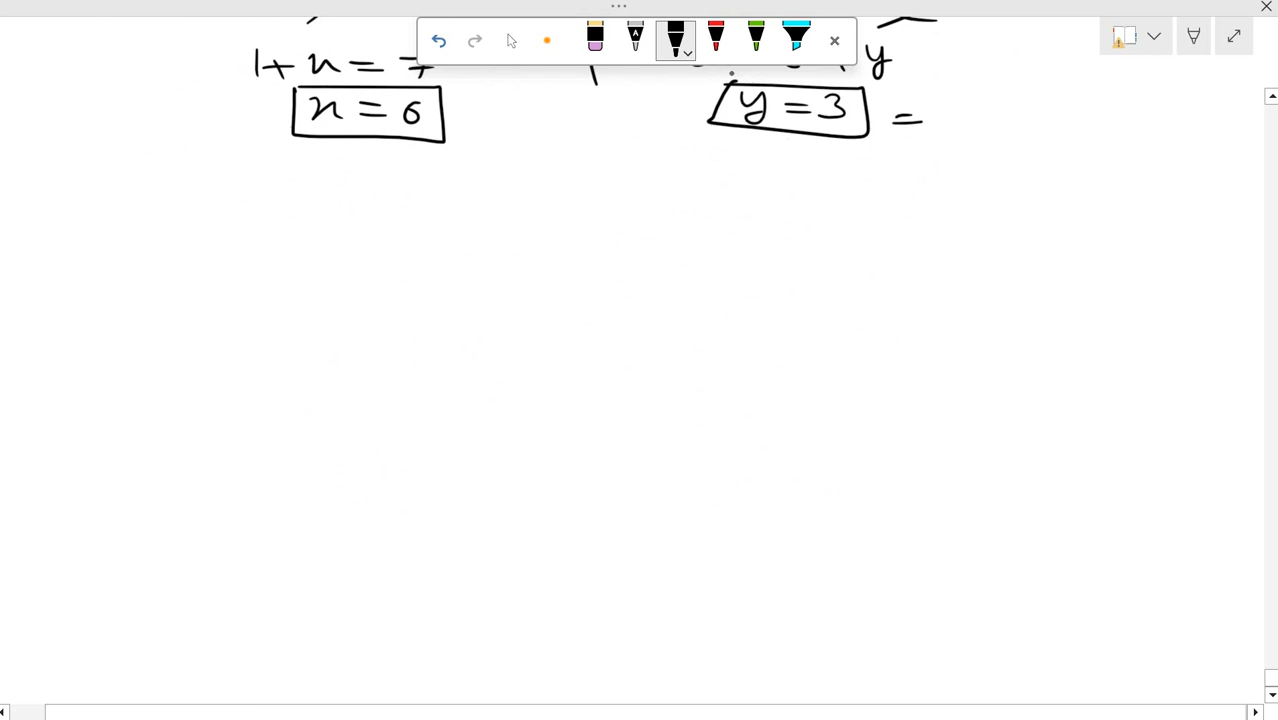 1 + x = 7 y
x = 6 y = 3 =